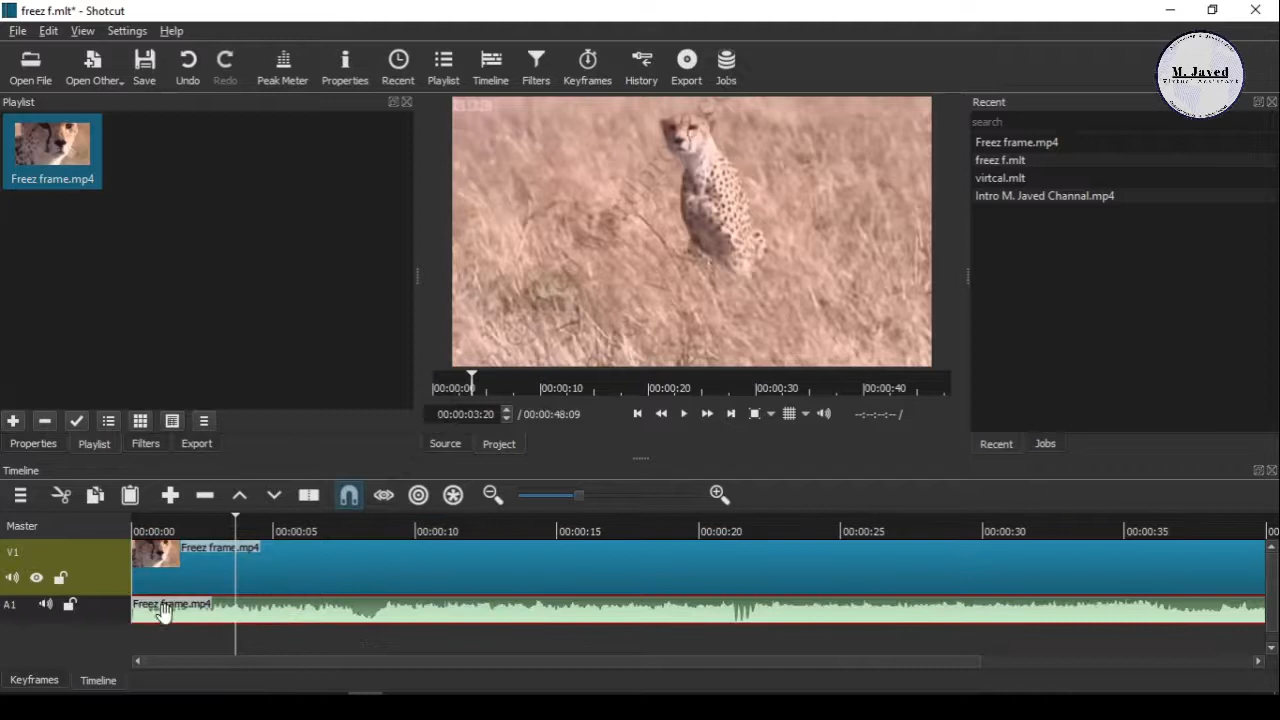 freez f.mlt* - Shotcut
File Edit View Settings Help
Open File Open Other Save Undo Redo Peak Meter Properties Recent Playlist Timeline Filters Keyframes History Export Jobs
M. Javed
Virtual Assistant
Playlist
Recent
search
Freez frame.mp4
freez f.mlt
virtcal.mlt
Intro M. Javed Channal.mp4
Freez frame.mp4
00:00:00 00:00:10 00:00:20 00:00:30 00:00:40
00:00:03:20 / 00:00:48:09 --:--:--:-- /
Properties Playlist Filters Export
Source Project
Recent Jobs
Timeline
Master
00:00:00 00:00:05 00:00:10 00:00:15 00:00:20 00:00:25 00:00:30 00:00:35 00
V1
Freez frame.mp4
A1
Freez frame.mp4
Keyframes Timeline